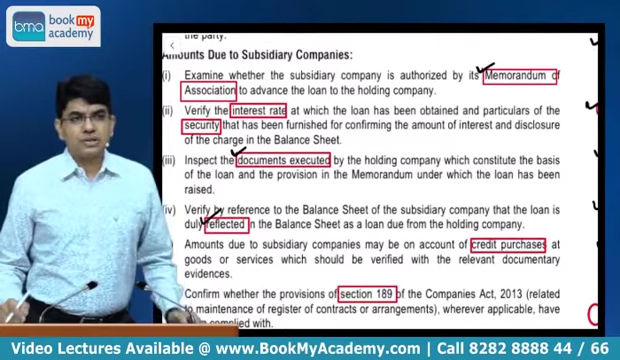 bma
book my
academy
the party.
Amounts Due to Subsidiary Companies:
(i) Examine whether the subsidiary company is authorized by its Memorandum of
Association to advance the loan to the holding company.
(ii) Verify the interest rate at which the loan has been obtained and particulars of the
security that has been furnished for confirming the amount of interest and disclosure
of the charge in the Balance Sheet.
(iii) Inspect the documents executed by the holding company which constitute the basis
of the loan and the provision in the Memorandum under which the loan has been
raised.
(iv) Verify by reference to the Balance Sheet of the subsidiary company that the loan is
duly reflected in the Balance Sheet as a loan due from the holding company.
Amounts due to subsidiary companies may be on account of credit purchases at
goods or services which should be verified with the relevant documentary
evidences.
Confirm whether the provisions of section 189 of the Companies Act, 2013 (related
to maintenance of register of contracts or arrangements), wherever applicable, have
complied with.
Video Lectures Available @ www.BookMyAcademy.com | Call 8282 8888 44 / 66